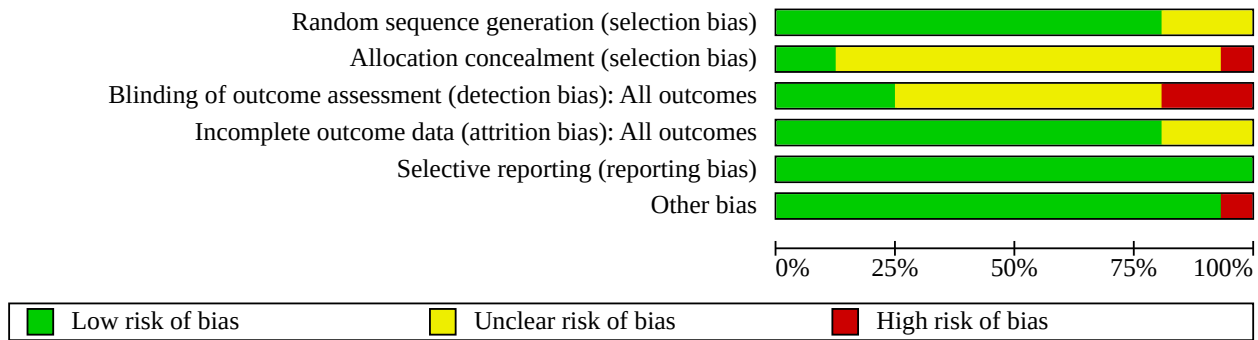 Random sequence generation (selection bias)
Allocation concealment (selection bias)
Blinding of outcome assessment (detection bias): All outcomes
Incomplete outcome data (attrition bias): All outcomes
Selective reporting (reporting bias)
Other bias
0% 25% 50% 75% 100%
Low risk of bias Unclear risk of bias High risk of bias